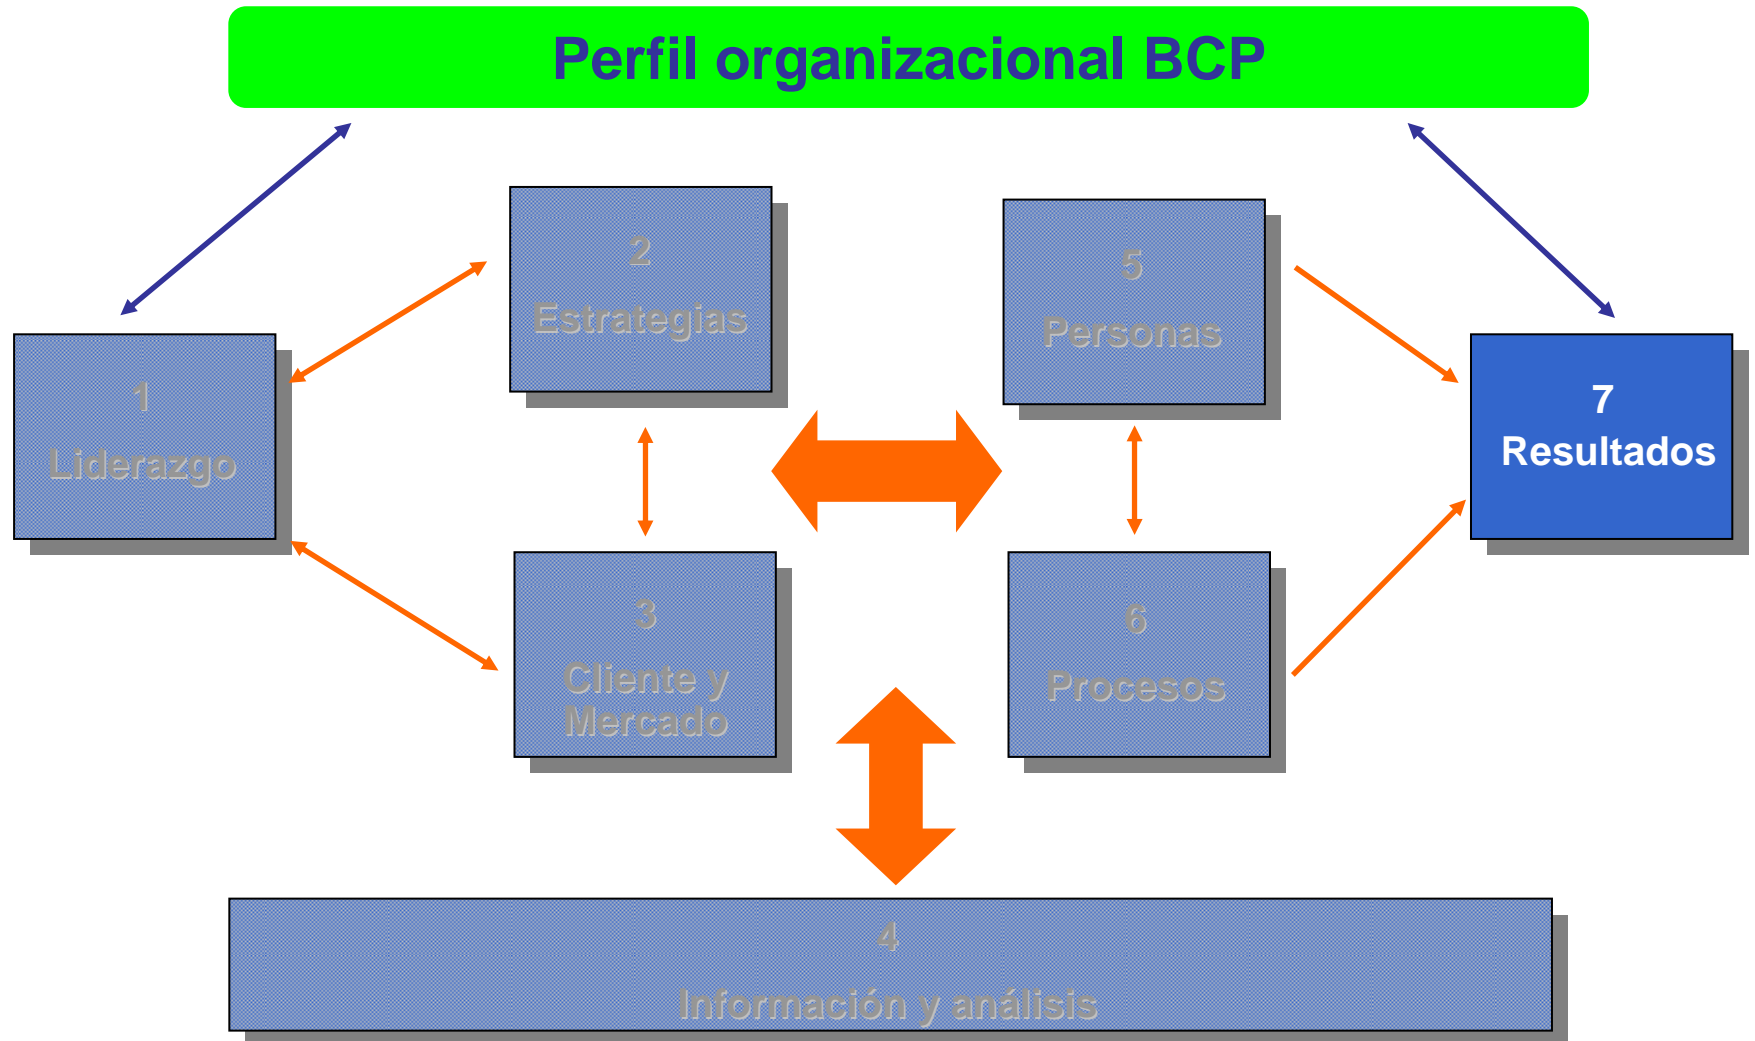 Perfil organizacional BCP
1
Liderazgo
2
Estrategias
3
Cliente y
Mercado
5
Personas
6
Procesos
7
Resultados
4
Información y análisis